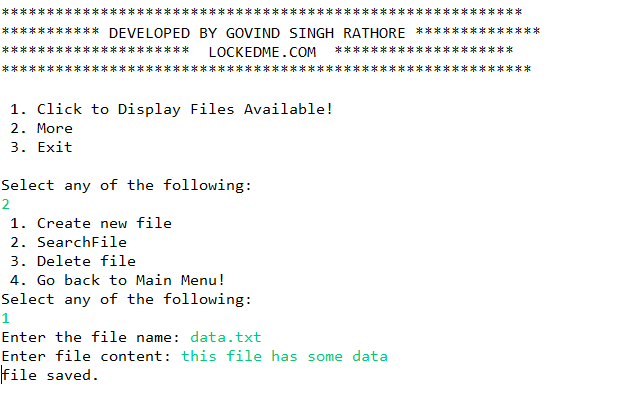 **********************************************************
*********** DEVELOPED BY GOVIND SINGH RATHORE **************
*********************  LOCKEDME.COM  ********************
***********************************************************
1. Click to Display Files Available!
2. More
3. Exit
Select any of the following:
2
1. Create new file
2. SearchFile
3. Delete file
4. Go back to Main Menu!
Select any of the following:
1
Enter the file name: data.txt
Enter file content: this file has some data
file saved.